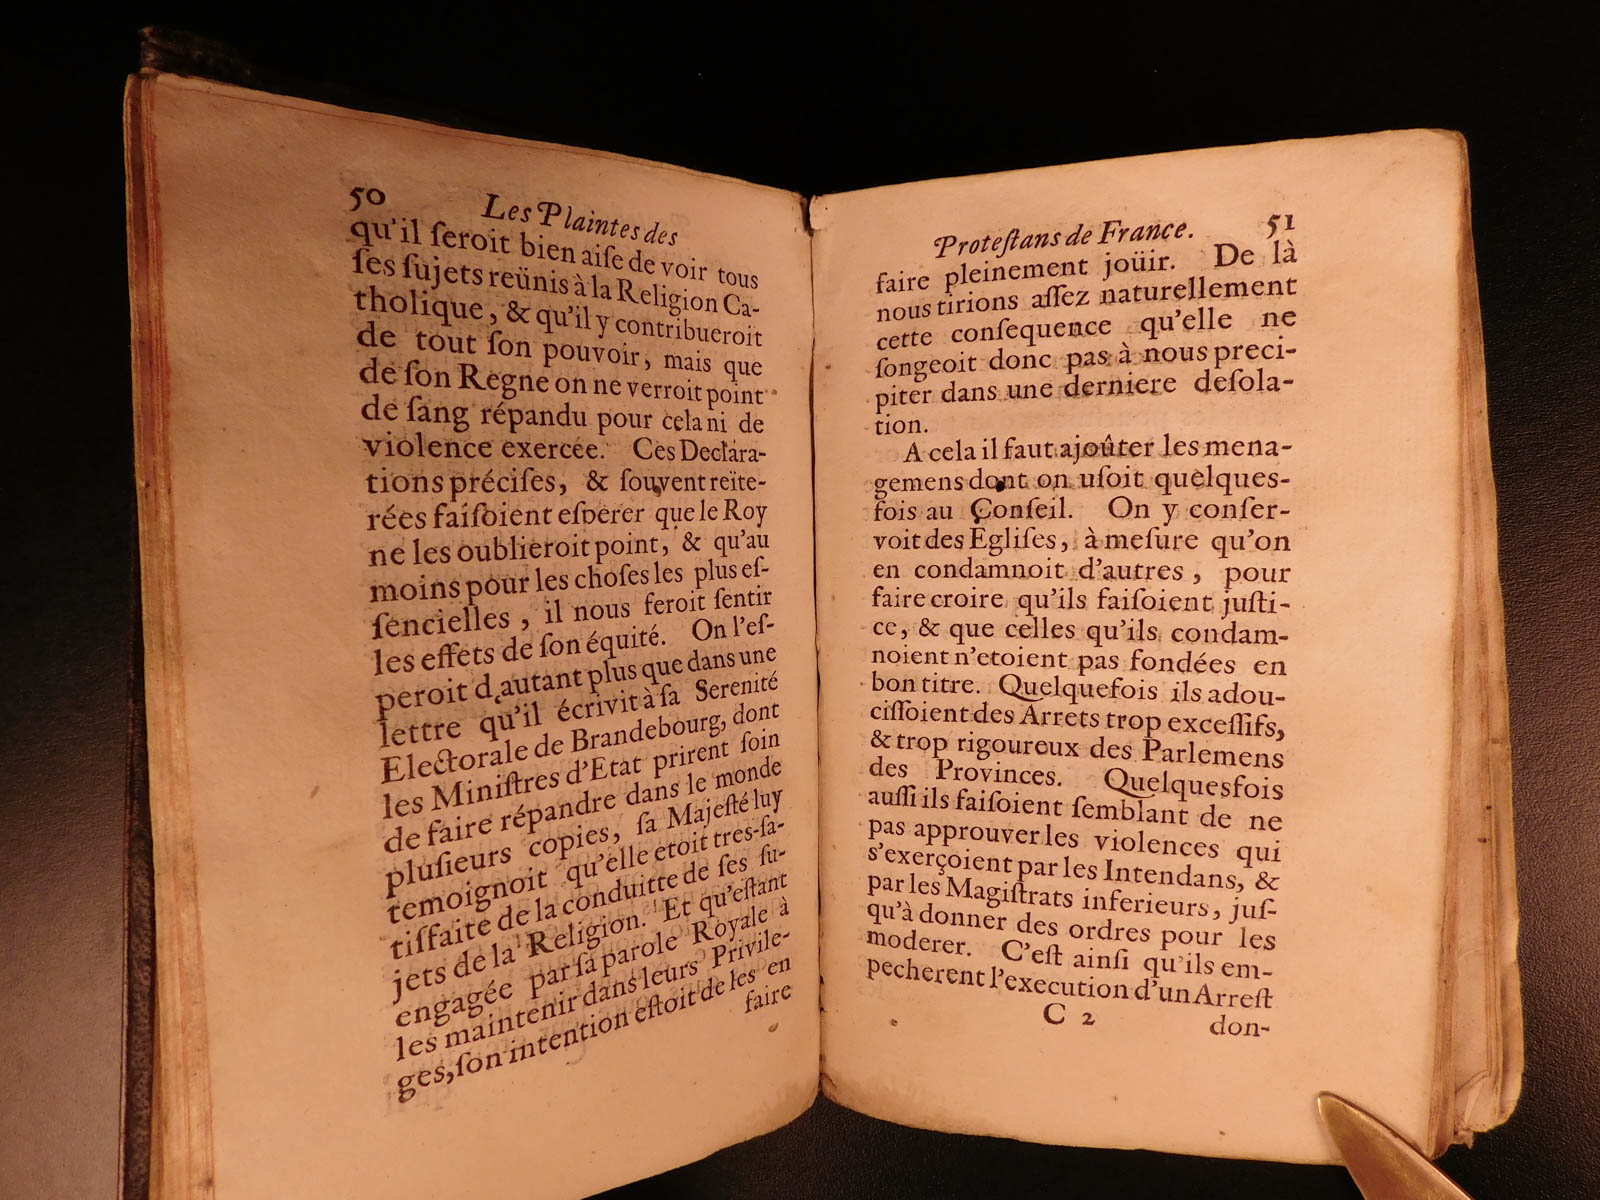 50 Les Plaintes des
qu'il ſeroit bien aiſe de voir tous
ſes ſujets reünis à la Religion Ca-
tholique, & qu'il y contribueroit
de tout ſon pouvoir, mais que
de ſon Regne on ne verroit point
de ſang répandu pour cela ni de
violence exercée. Ces Declara-
tions préciſes, & ſouvent reïte-
rées faiſoient eſperer que le Roy
ne les oublieroit point, & qu'au
moins pour les choſes les plus eſ-
ſencielles, il nous feroit ſentir
les effets de ſon équité. On l'eſ-
peroit d'autant plus que dans une
lettre qu'il écrivit à ſa Serenité
Electorale de Brandebourg, dont
les Miniſtres d'Etat prirent ſoin
de faire répandre dans le monde
pluſieurs copies, ſa Majeſté luy
temoignoit qu'elle etoit tres-ſa-
tiſfaite de la conduitte de ſes ſu-
jets de la Religion. Et qu'eſtant
engagée par ſa parole Royale à
les maintenir dans leurs Privile-
ges, ſon intention eſtoit de les en
faire
Proteſtans de France. 51
faire pleinement joüir. De là
nous tirions aſſez naturellement
cette conſequence qu'elle ne
ſongeoit donc pas à nous preci-
piter dans une derniere deſola-
tion.
A cela il faut ajoûter les mena-
gemens dont on uſoit quelques-
fois au Conſeil. On y conſer-
voit des Egliſes, à meſure qu'on
en condamnoit d'autres, pour
faire croire qu'ils faiſoient juſti-
ce, & que celles qu'ils condam-
noient n'etoient pas fondées en
bon titre. Quelquefois ils adou-
ciſſoient des Arrets trop exceſſifs,
& trop rigoureux des Parlemens
des Provinces. Quelquesfois
auſſi ils faiſoient ſemblant de ne
pas approuver les violences qui
s'exerçoient par les Intendans, &
par les Magiſtrats inferieurs, juſ-
qu'à donner des ordres pour les
moderer. C'eſt ainſi qu'ils em-
pecherent l'execution d'un Arreſt
C 2 don-